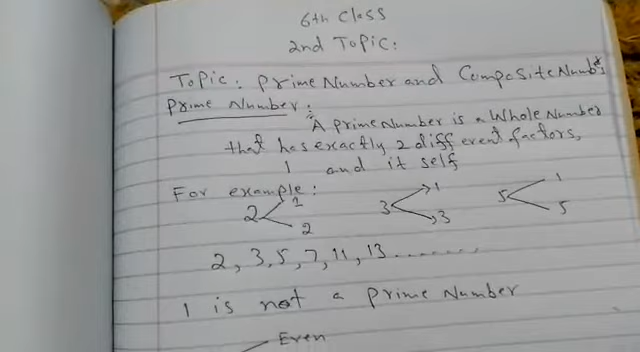 6th Class
2nd Topic:
Topic: Prime Number and Composite Numbers
Prime Number:
A prime Number is a Whole Number
that has exactly 2 different factors,
1 and it self
For example:
2 1 2 3 1 3 5 1 5
2, 3, 5, 7, 11, 13.......
1 is not a prime Number
Even